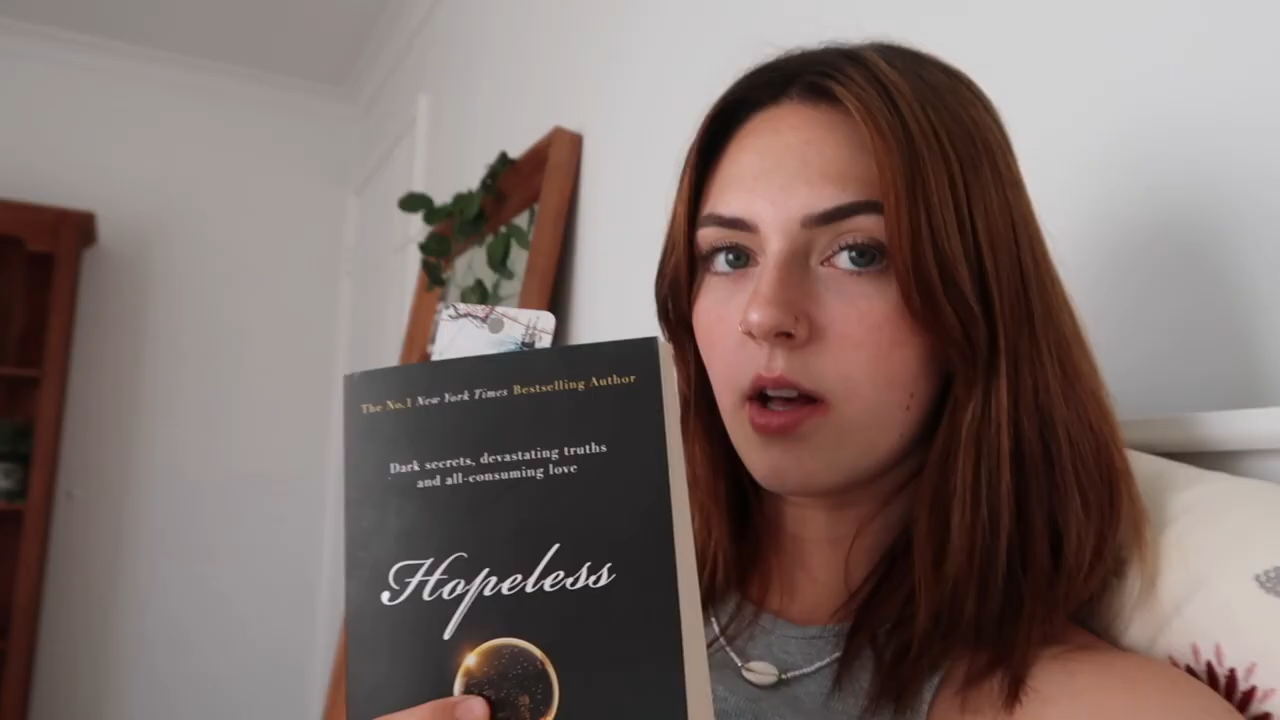 The No.1 New York Times Bestselling Author
Dark secrets, devastating truths
and all-consuming love
Hopeless